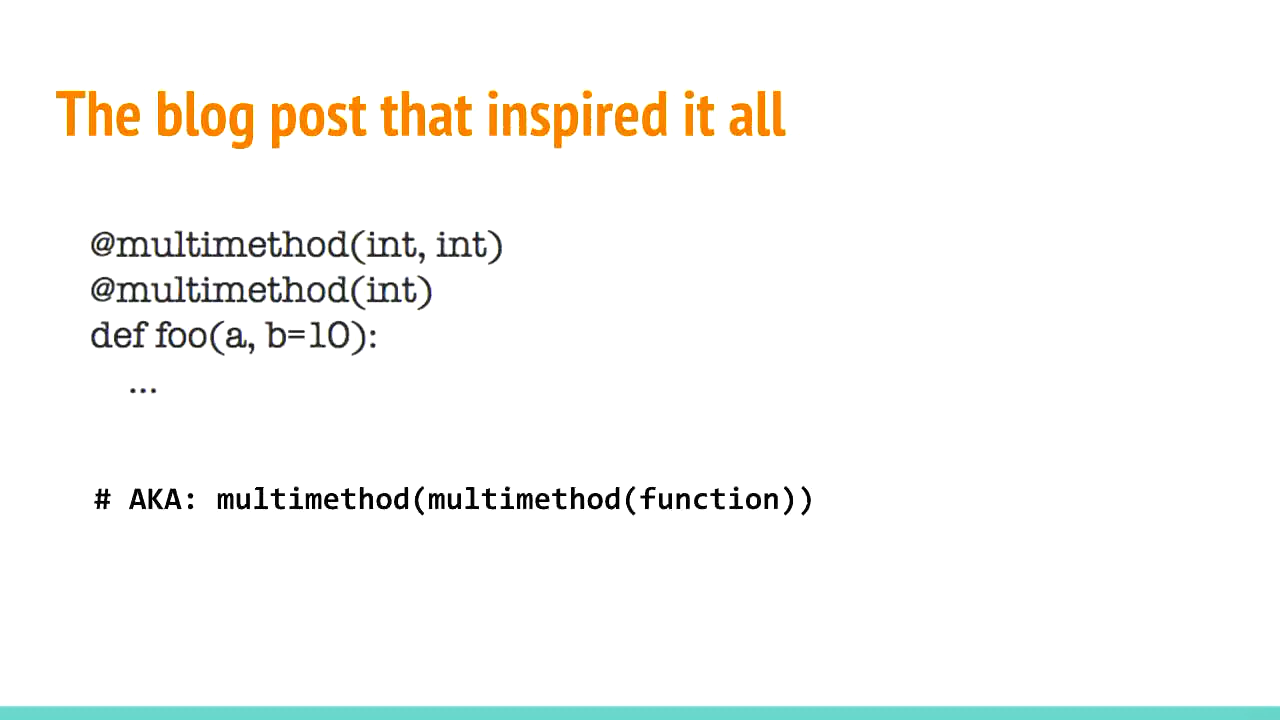 The blog post that inspired it all
@multimethod(int, int)
@multimethod(int)
def foo(a, b=10):
...
# AKA: multimethod(multimethod(function))